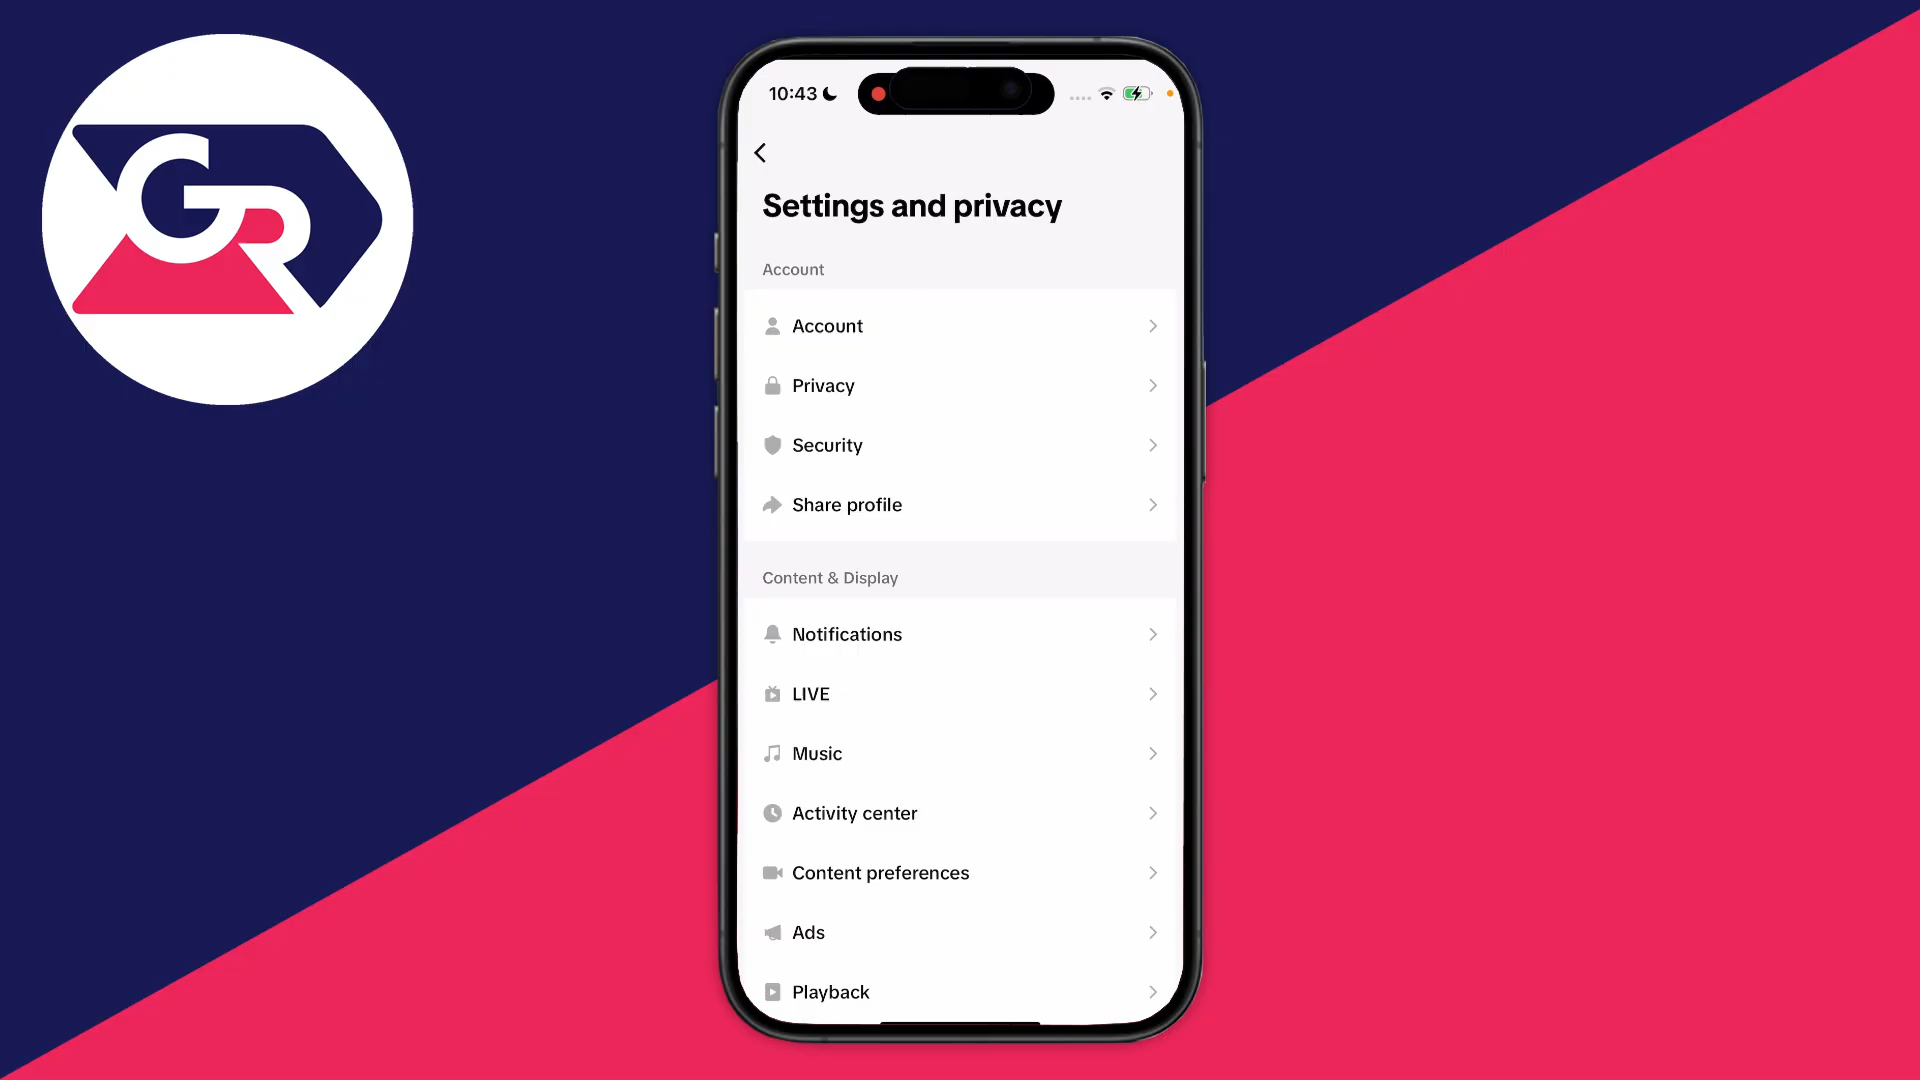 GR
10:43
Settings and privacy
Account
Account
Privacy
Security
Share profile
Content & Display
Notifications
LIVE
Music
Activity center
Content preferences
Ads
Playback